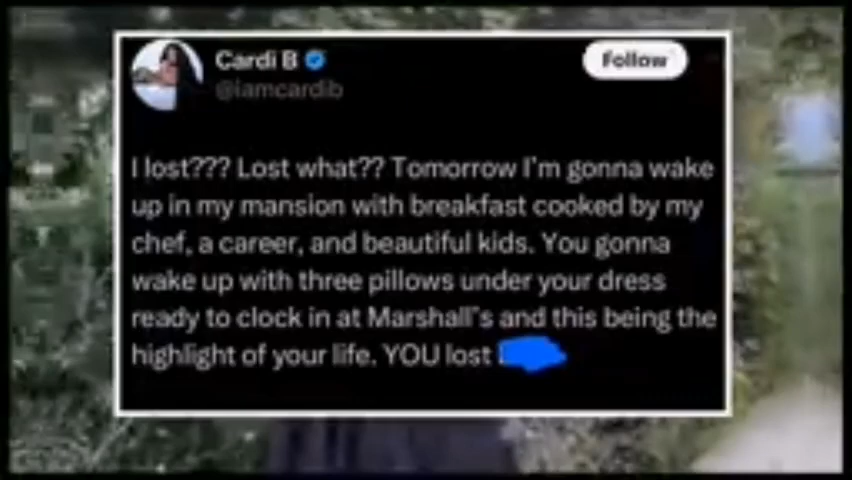 Cardi B
@iamcardib
Follow
I lost??? Lost what?? Tomorrow I'm gonna wake
up in my mansion with breakfast cooked by my
chef, a career, and beautiful kids. You gonna
wake up with three pillows under your dress
ready to clock in at Marshall's and this being the
highlight of your life. YOU lost